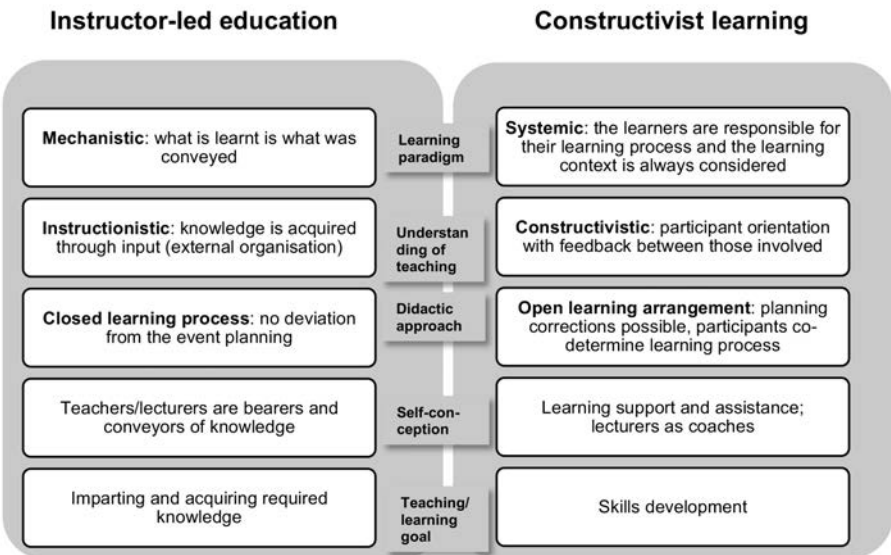 Instructor-led education
Constructivist learning
Mechanistic: what is learnt is what was
conveyed
Learning
paradigm
Systemic: the learners are responsible for
their learning process and the learning
context is always considered
Instructionistic: knowledge is acquired
through input (external organisation)
Understan
ding of
teaching
Constructivistic: participant orientation
with feedback between those involved
Closed learning process: no deviation
from the event planning
Didactic
approach
Open learning arrangement: planning
corrections possible, participants co-
determine learning process
Teachers/lecturers are bearers and
conveyors of knowledge
Self-con-
ception
Learning support and assistance;
lecturers as coaches
Imparting and acquiring required
knowledge
Teaching/
learning
goal
Skills development